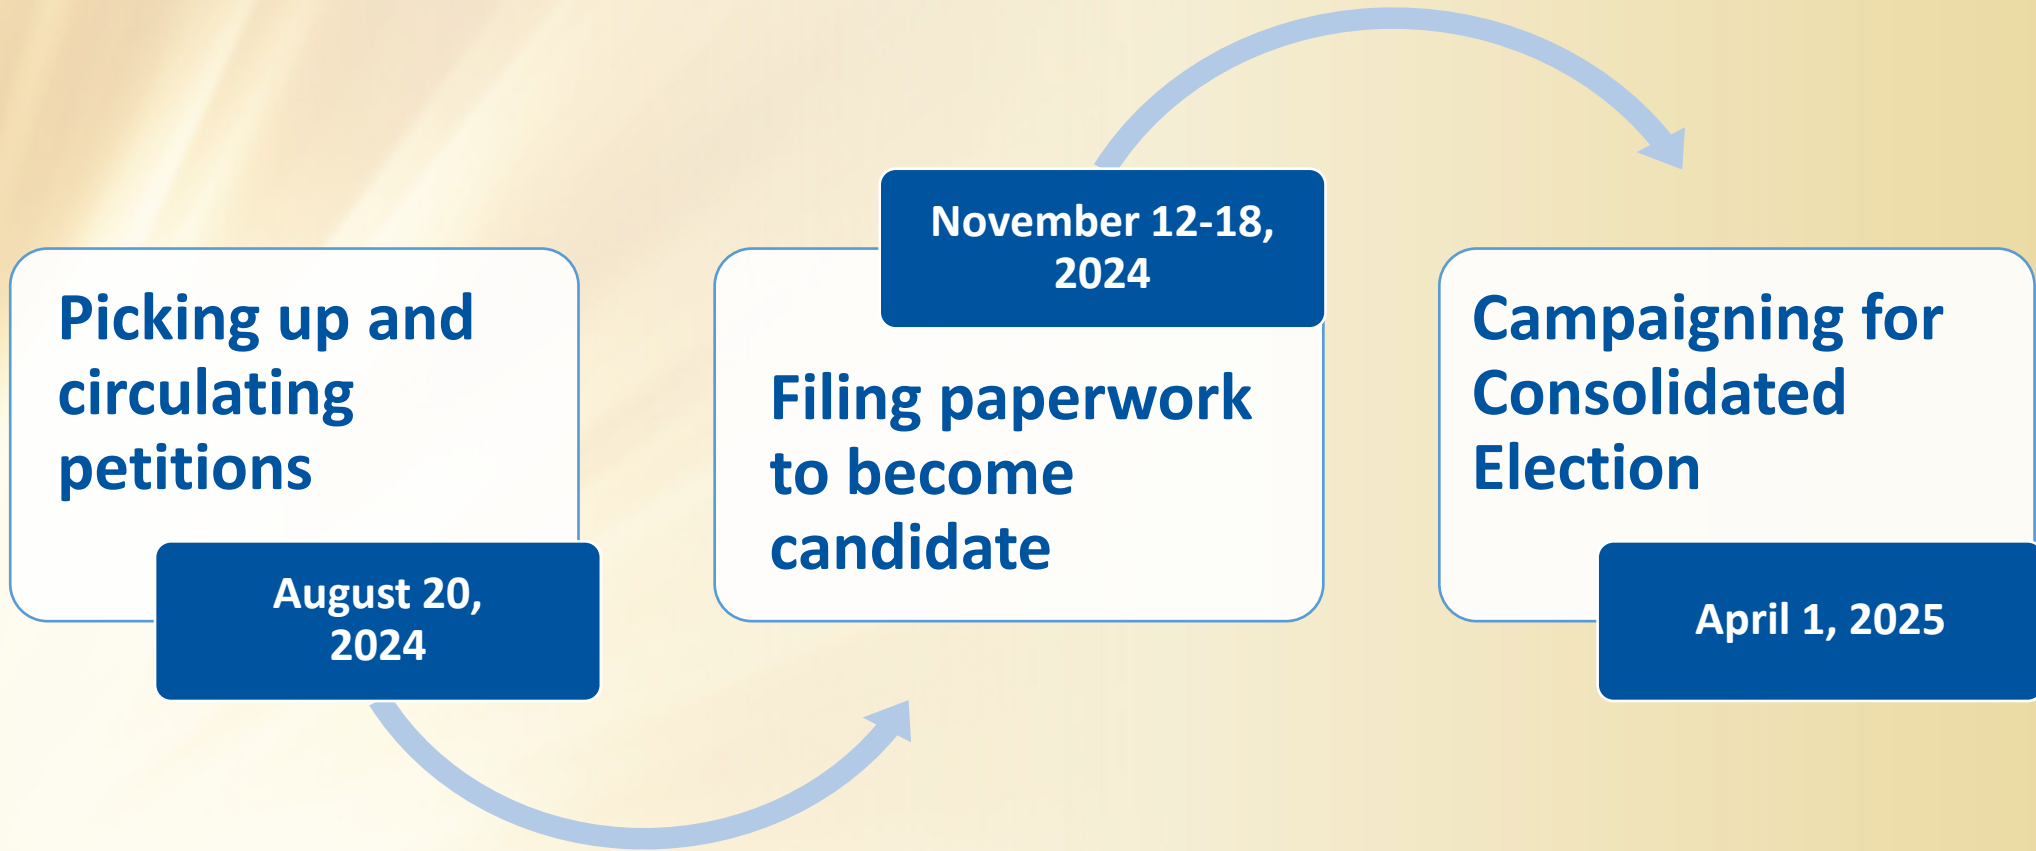 Picking up and
circulating
petitions
August 20,
2024
November 12-18,
2024
Filing paperwork
to become
candidate
Campaigning for
Consolidated
Election
April 1, 2025